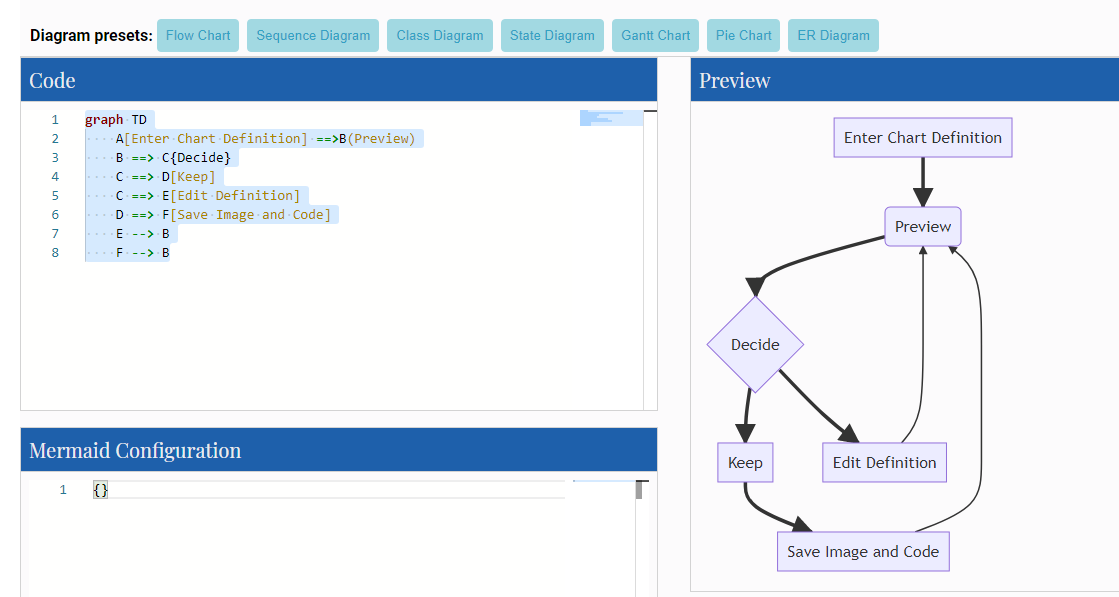 Diagram presets: Flow Chart Sequence Diagram Class Diagram State Diagram Gantt Chart Pie Chart ER Diagram
Code
1 graph TD
2 A[Enter Chart Definition] ==>B(Preview)
3 B ==> C{Decide}
4 C ==> D[Keep]
5 C ==> E[Edit Definition]
6 D ==> F[Save Image and Code]
7 E --> B
8 F --> B
Mermaid Configuration
1 {}
Preview
Enter Chart Definition
Preview
Decide
Keep
Edit Definition
Save Image and Code